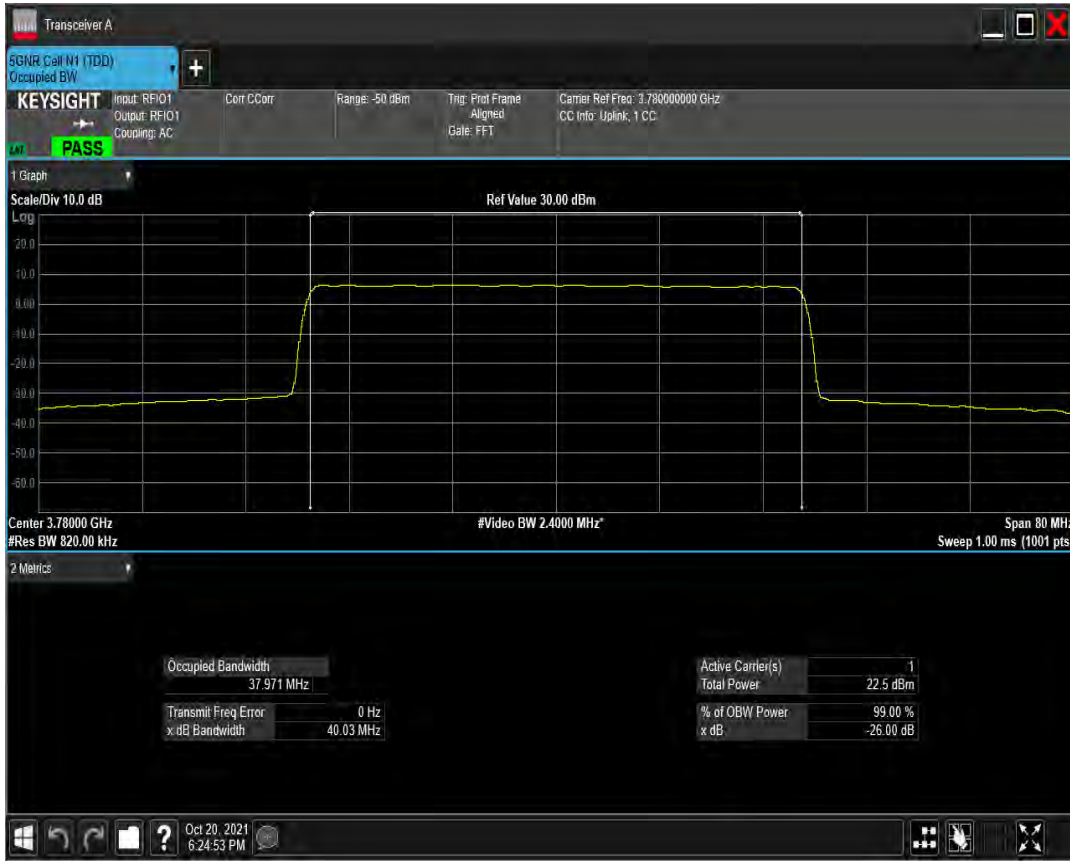 Transceiver A
5GNR Cell N1 (TDD)
Occupied BW
+
KEYSIGHT
Input: RFIO1
Output: RFIO1
Coupling: AC
Corr CCorr
Range: -50 dBm
Trig: Prot Frame
Aligned
Gate: FFT
Carrier Ref Freq: 3.780000000 GHz
CC Info: Uplink, 1 CC
PASS
1 Graph
Scale/Div 10.0 dB
Ref Value 30.00 dBm
Log
20.0
10.0
0.00
-10.0
-20.0
-30.0
-40.0
-50.0
-60.0
Center 3.78000 GHz
#Video BW 2.4000 MHz*
Span 80 MHz
#Res BW 820.00 kHz
Sweep 1.00 ms (1001 pts
2 Metrics
Occupied Bandwidth
37.971 MHz
Transmit Freq Error 0 Hz
x dB Bandwidth 40.03 MHz
Active Carrier(s) 1
Total Power 22.5 dBm
% of OBW Power 99.00 %
x dB -26.00 dB
?
Oct 20, 2021
6:24:53 PM